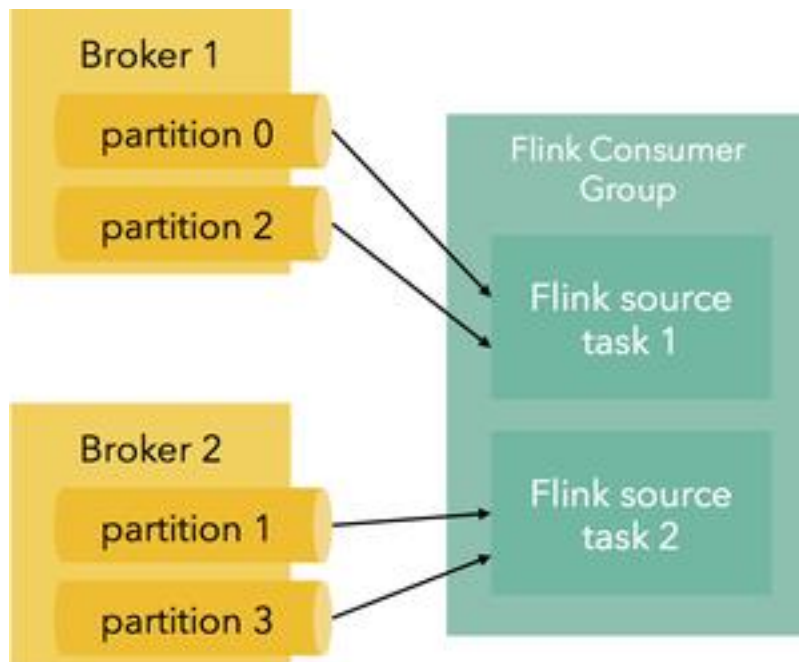 Broker 1
partition 0
partition 2
Flink Consumer
Group
Flink source
task 1
Broker 2
partition 1
partition 3
Flink source
task 2